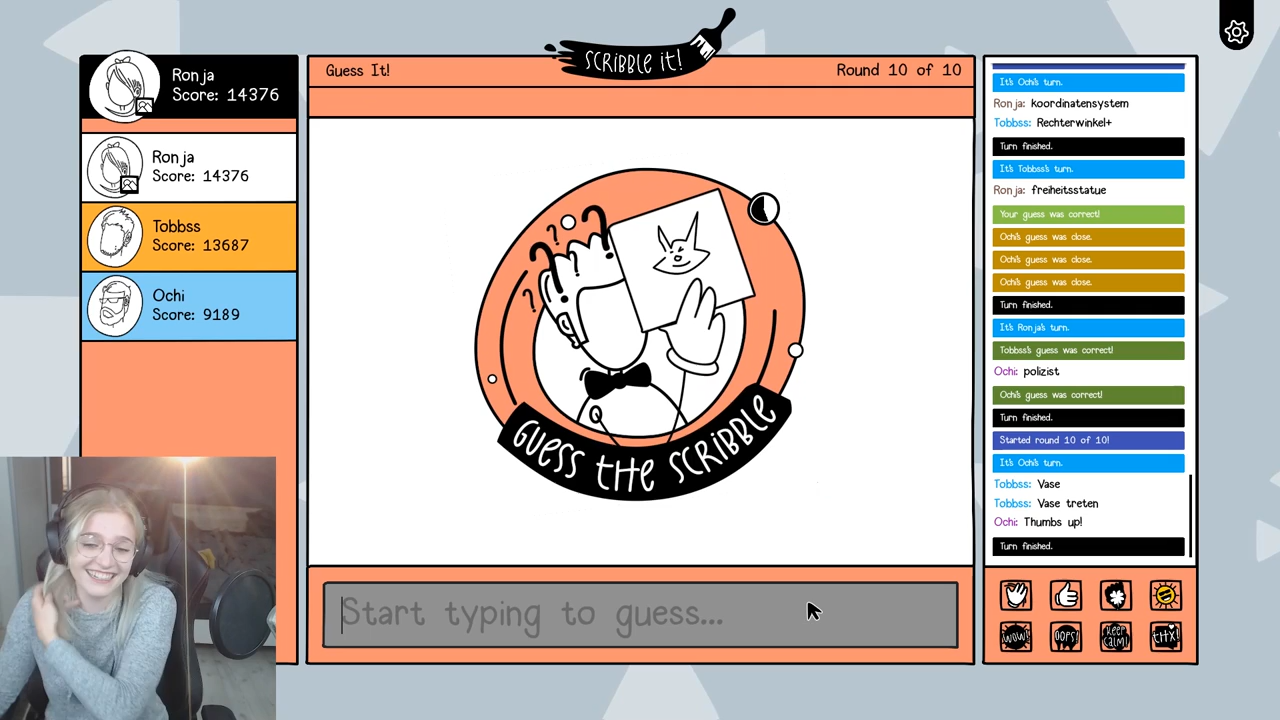 SCRIBBLE IT!
Ronja
Score: 14376
Ronja
Score: 14376
Tobbss
Score: 13687
Ochi
Score: 9189
Guess It!
Round 10 of 10
? ? ? ? ?
GUESS THE SCRIBBLE
Start typing to guess...
It's Ochi's turn.
Ronja: koordinatensystem
Tobbss: Rechterwinkel+
Turn finished.
It's Tobbss's turn.
Ronja: freiheitsstatue
Your guess was correct!
Ochi's guess was close.
Ochi's guess was close.
Ochi's guess was close.
Turn finished.
It's Ronja's turn.
Tobbss's guess was correct!
Ochi: polizist
Ochi's guess was correct!
Turn finished.
Started round 10 of 10!
It's Ochi's turn.
Tobbss: Vase
Tobbss: Vase treten
Ochi: Thumbs up!
Turn finished.
WOW!
OOPS!
KEEP CALM!
tHX!